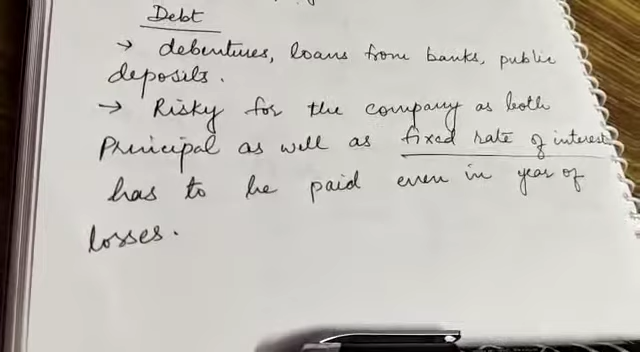 Debt
→ debentures, loans from banks, public
deposits.
→ Risky for the company as both
Principal as well as fixed rate of interest
has to be paid even in year of
losses.